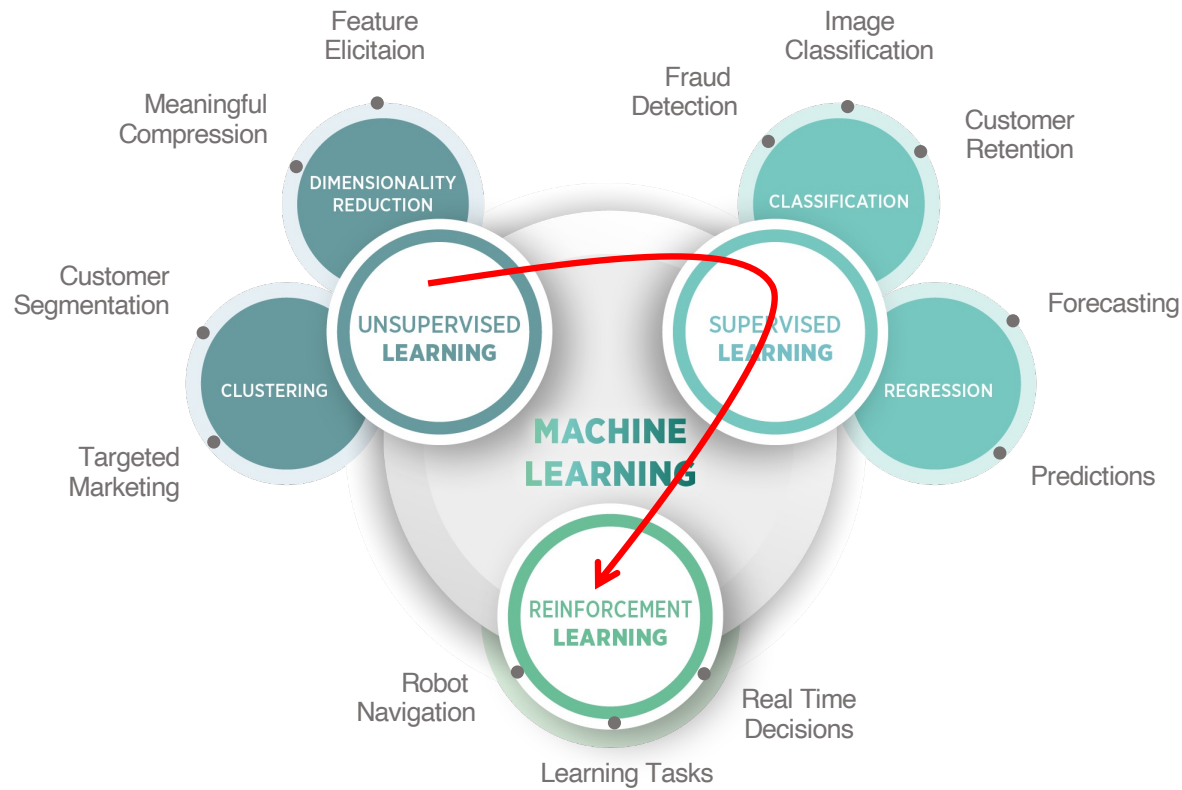 Feature
Elicitaion
Meaningful
Compression
DIMENSIONALITY
REDUCTION
Customer
Segmentation
CLUSTERING
Targeted
Marketing
UNSUPERVISED
LEARNING
Image
Classification
Fraud
Detection
Customer
Retention
CLASSIFICATION
SUPERVISED
LEARNING
Forecasting
REGRESSION
Predictions
MACHINE
LEARNING
REINFORCEMENT
LEARNING
Robot
Navigation
Real Time
Decisions
Learning Tasks